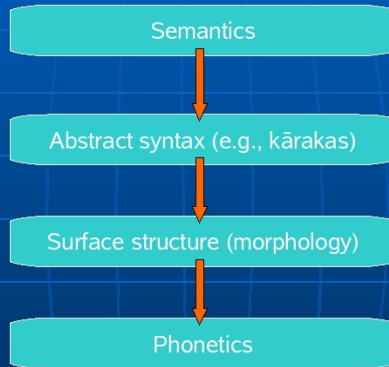 Semantics
Abstract syntax (e.g., kārakas)
Surface structure (morphology)
Phonetics